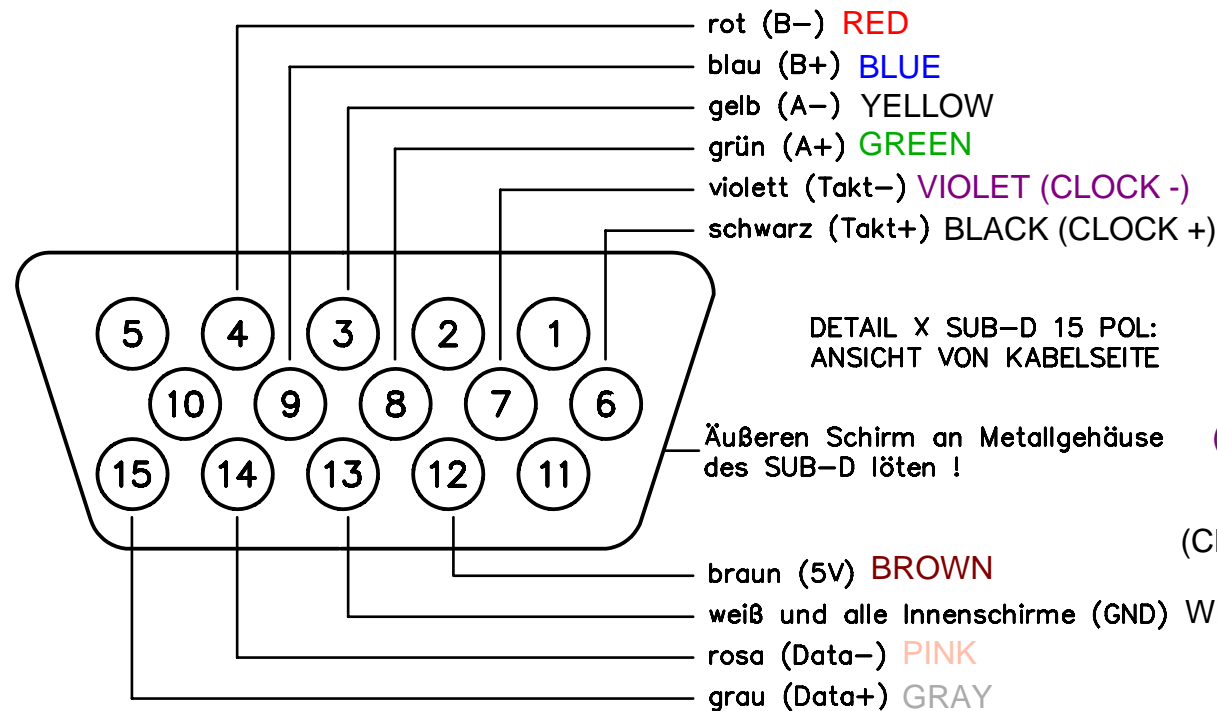 rot (B−) RED
blau (B+) BLUE
gelb (A−) YELLOW
grün (A+) GREEN
violett (Takt−) VIOLET (CLOCK -)
schwarz (Takt+) BLACK (CLOCK +)
5 4 3 2 1
DETAIL X SUB−D 15 POL:
ANSICHT VON KABELSEITE
10 9 8 7 6
Äußeren Schirm an Metallgehäuse
des SUB−D löten !
15 14 13 12 11
braun (5V) BROWN
weiß und alle Innenschirme (GND)
rosa (Data−) PINK
grau (Data+) GRAY